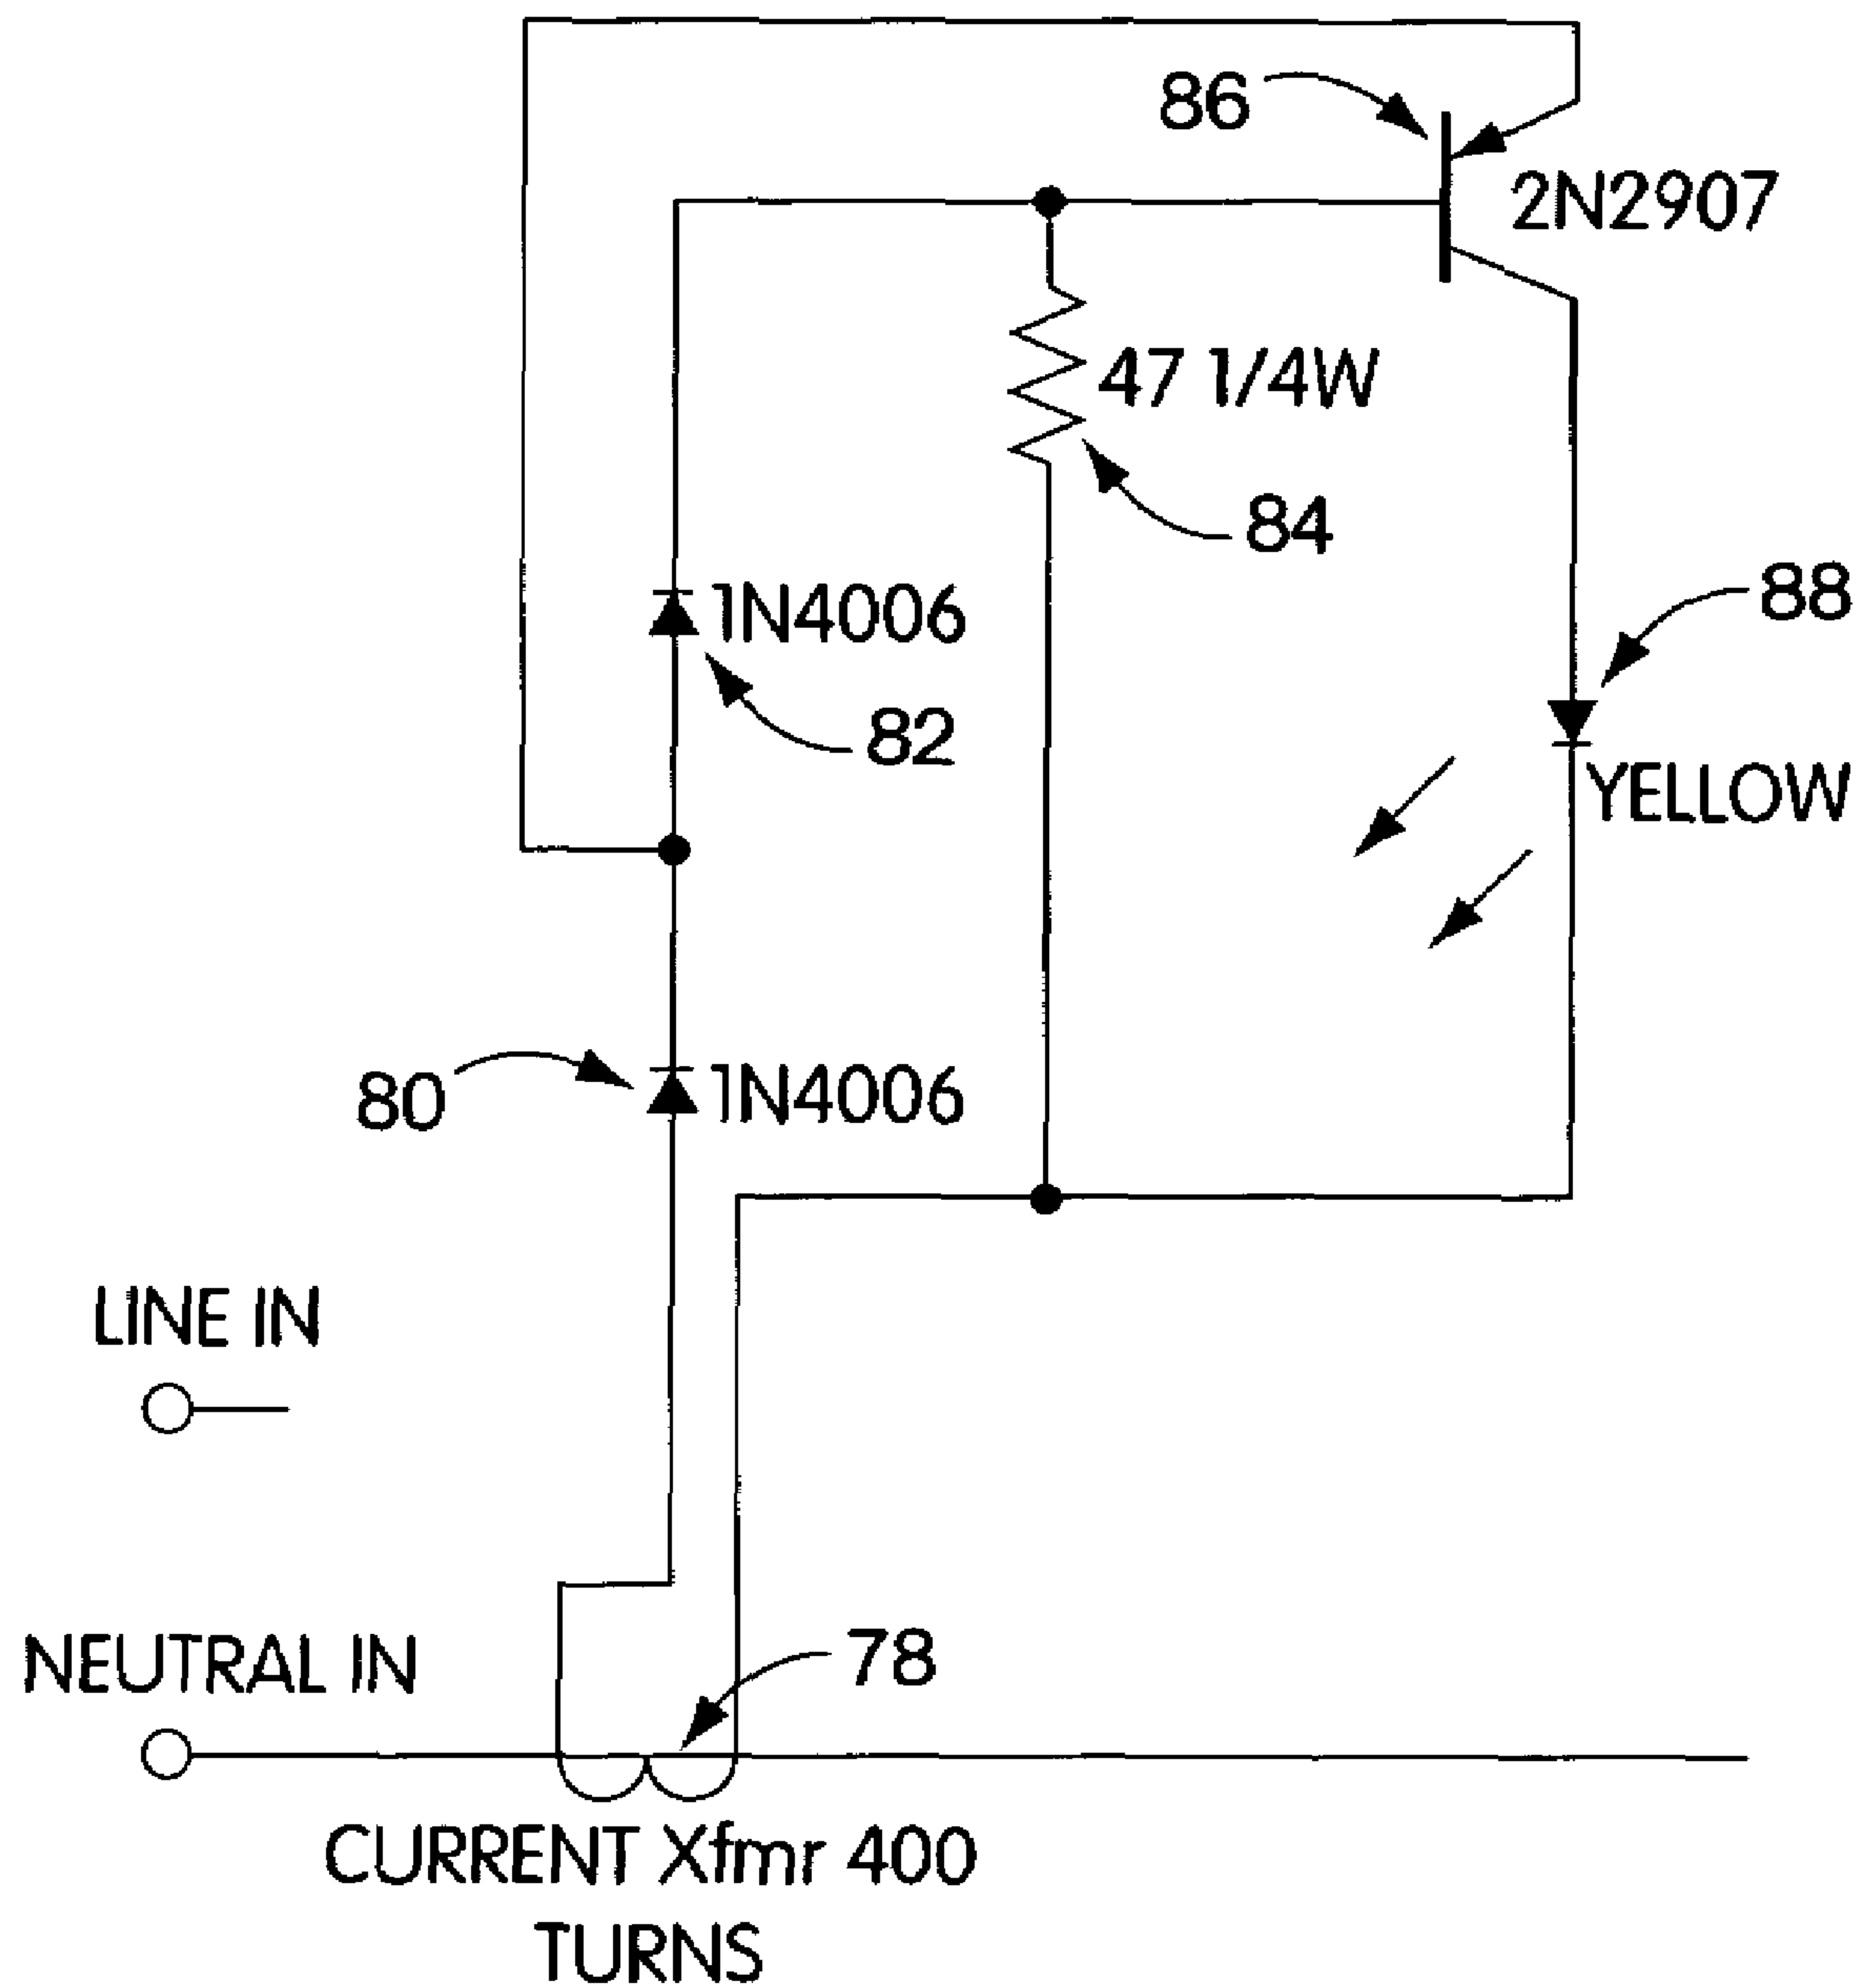 86
2N2907
47 1/4W
84
88
1N4006
82
YELLOW
80
1N4006
LINE IN
NEUTRAL IN
78
CURRENT Xfmr 400
TURNS